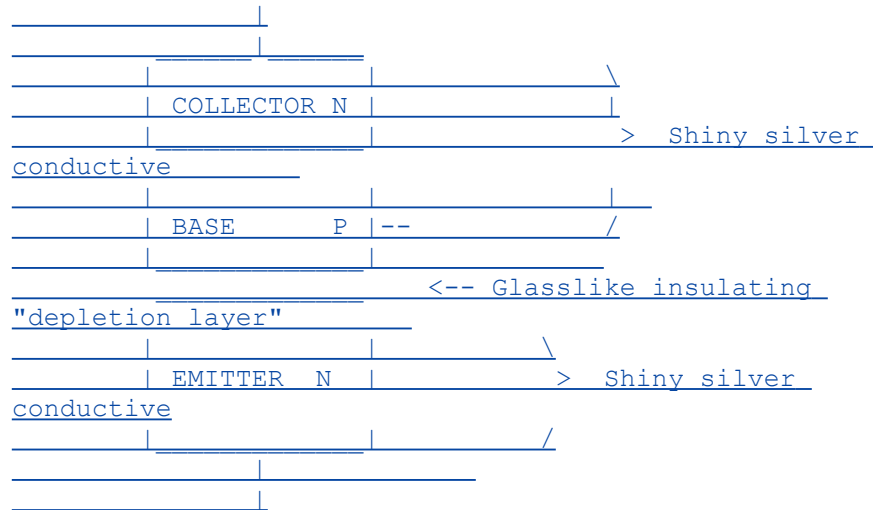 COLLECTOR N
> Shiny silver
conductive
BASE P |--
<-- Glasslike insulating
"depletion layer"
EMITTER N
> Shiny silver
conductive